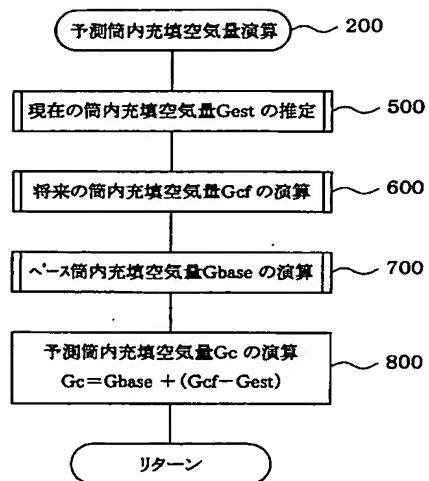 予測筒内充填空気量演算 200
現在の筒内充填空気量Gest の推定 500
将来の筒内充填空気量Gcf の演算 600
ベース筒内充填空気量Gbase の演算 700
予測筒内充填空気量Gc の演算
Gc=Gbase + (Gcf-Gest) 800
リターン